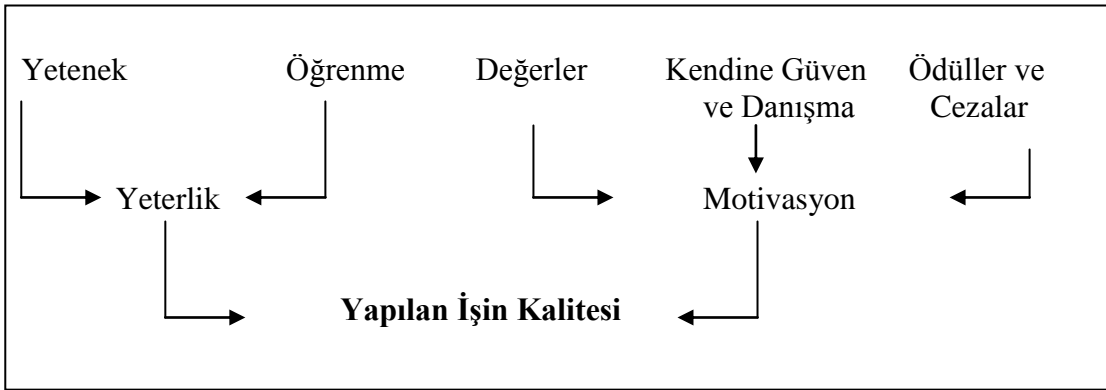 Yetenek
Öğrenme
Değerler
Kendine Güven
ve Danışma
Ödüller ve
Cezalar
Yeterlik
Motivasyon
Yapılan İşin Kalitesi